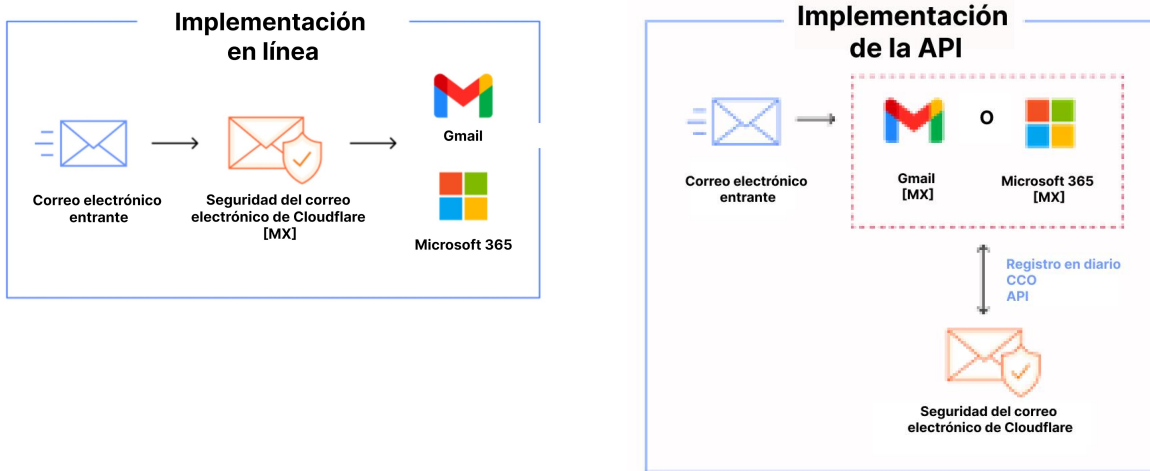 Implementación
en línea
Gmail
Correo electrónico
entrante
Seguridad del correo
electrónico de Cloudflare
[MX]
Microsoft 365
Implementación
de la API
O
Correo electrónico
entrante
Gmail
[MX]
Microsoft 365
[MX]
Registro en diario
CCO
API
Seguridad del correo
electrónico de Cloudflare